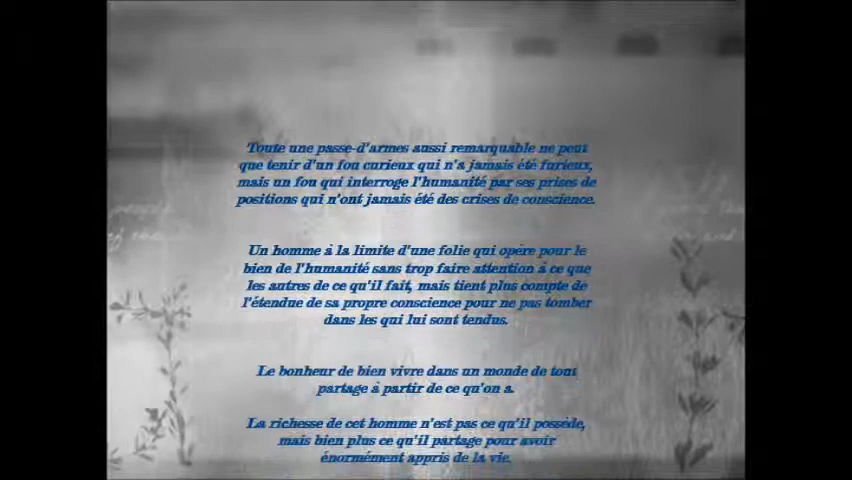 Toute une passe-d'armes aussi remarquable ne peut
que tenir d'un fou curieux qui n'a jamais été furieux,
mais un fou qui interroge l'humanité par ses prises de
positions qui n'ont jamais été des crises de conscience.
Un homme à la limite d'une folie qui opère pour le
bien de l'humanité sans trop faire attention à ce que
les autres de ce qu'il fait, mais tient plus compte de
l'étendue de sa propre conscience pour ne pas tomber
dans les qui lui sont tendus.
Le bonheur de bien vivre dans un monde de tout
partage à partir de ce qu'on a.
La richesse de cet homme n'est pas ce qu'il possède,
mais bien plus ce qu'il partage pour avoir
énormément appris de la vie.